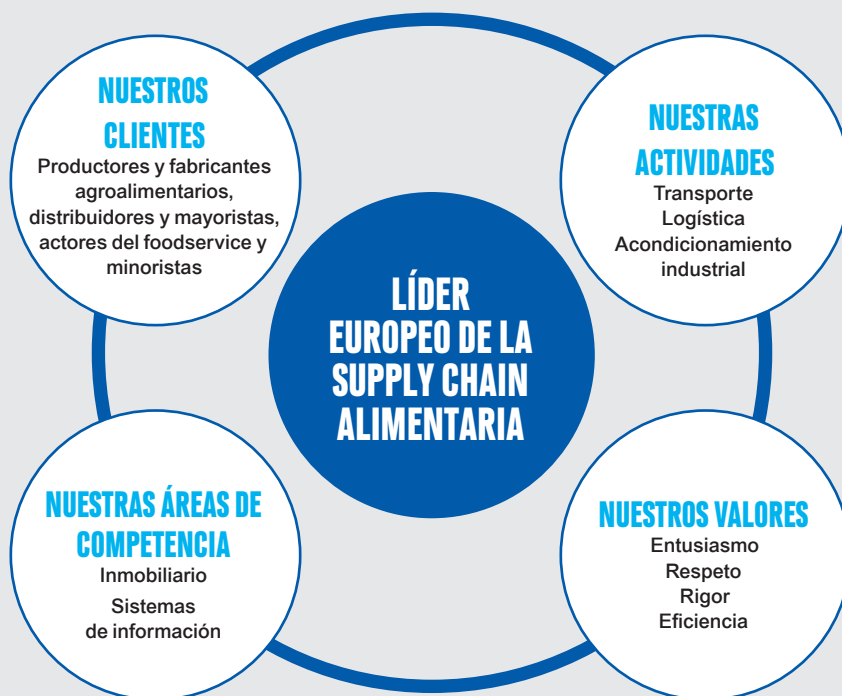 NUESTROS
CLIENTES
Productores y fabricantes
agroalimentarios,
distribuidores y mayoristas,
actores del foodservice y
minoristas
NUESTRAS
ACTIVIDADES
Transporte
Logística
Acondicionamiento
industrial
LÍDER
EUROPEO DE LA
SUPPLY CHAIN
ALIMENTARIA
NUESTRAS ÁREAS DE
COMPETENCIA
Inmobiliario
Sistemas
de información
NUESTROS VALORES
Entusiasmo
Respeto
Rigor
Eficiencia